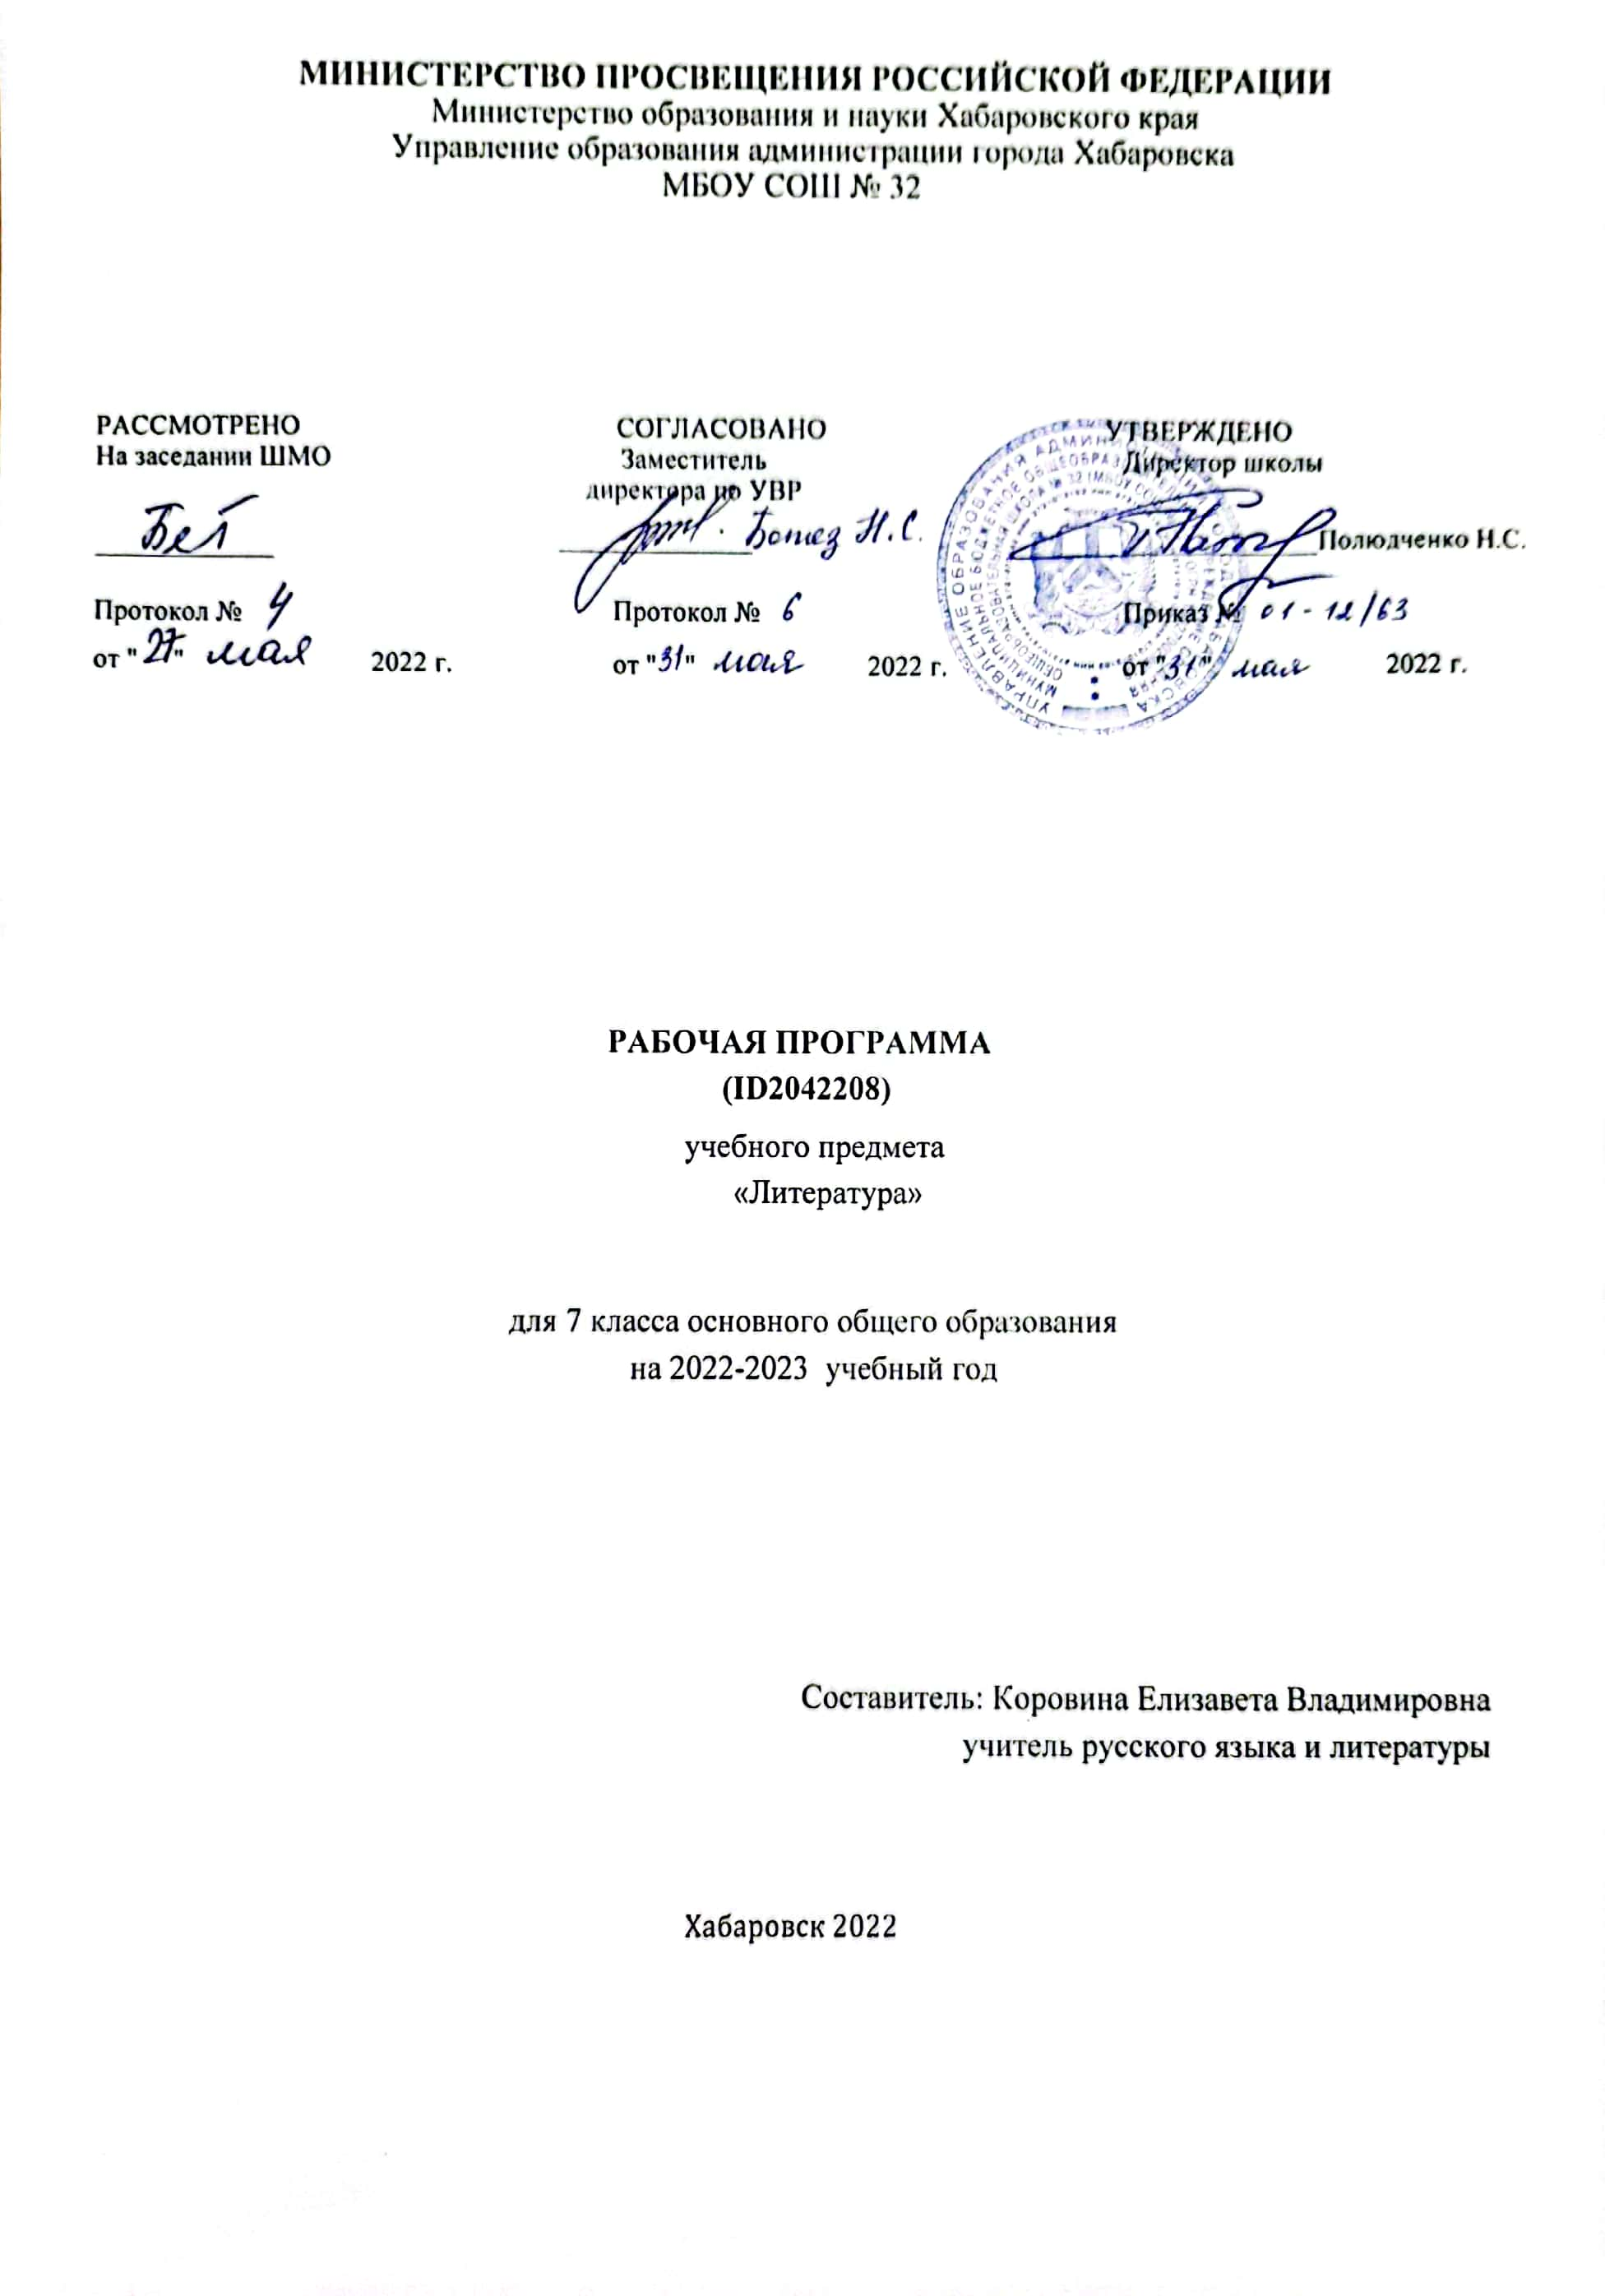 МИНИСТЕРСТВО ПРОСВЕЩЕНИЯ РОССИЙСКОЙ ФЕДЕРАЦИИ
Министерство образования и науки Хабаровского края
Управление образования администрации города Хабаровска
МБОУ СОШ № 32
РАССМОТРЕНО
На заседании ШМО
Протокол № 4
от "27" мая 2022 г.
СОГЛАСОВАНО
Заместитель
директора по УВР
Ботез Н.С.
Протокол № 6
от "31" мая 2022 г.
УТВЕРЖДЕНО
Директор школы
Полюдченко Н.С.
Приказ № 01-12/63
от "31" мая 2022 г.
РАБОЧАЯ ПРОГРАММА
(ID2042208)
учебного предмета
«Литература»
для 7 класса основного общего образования
на 2022-2023 учебный год
Составитель: Коровина Елизавета Владимировна
учитель русского языка и литературы
Хабаровск 2022